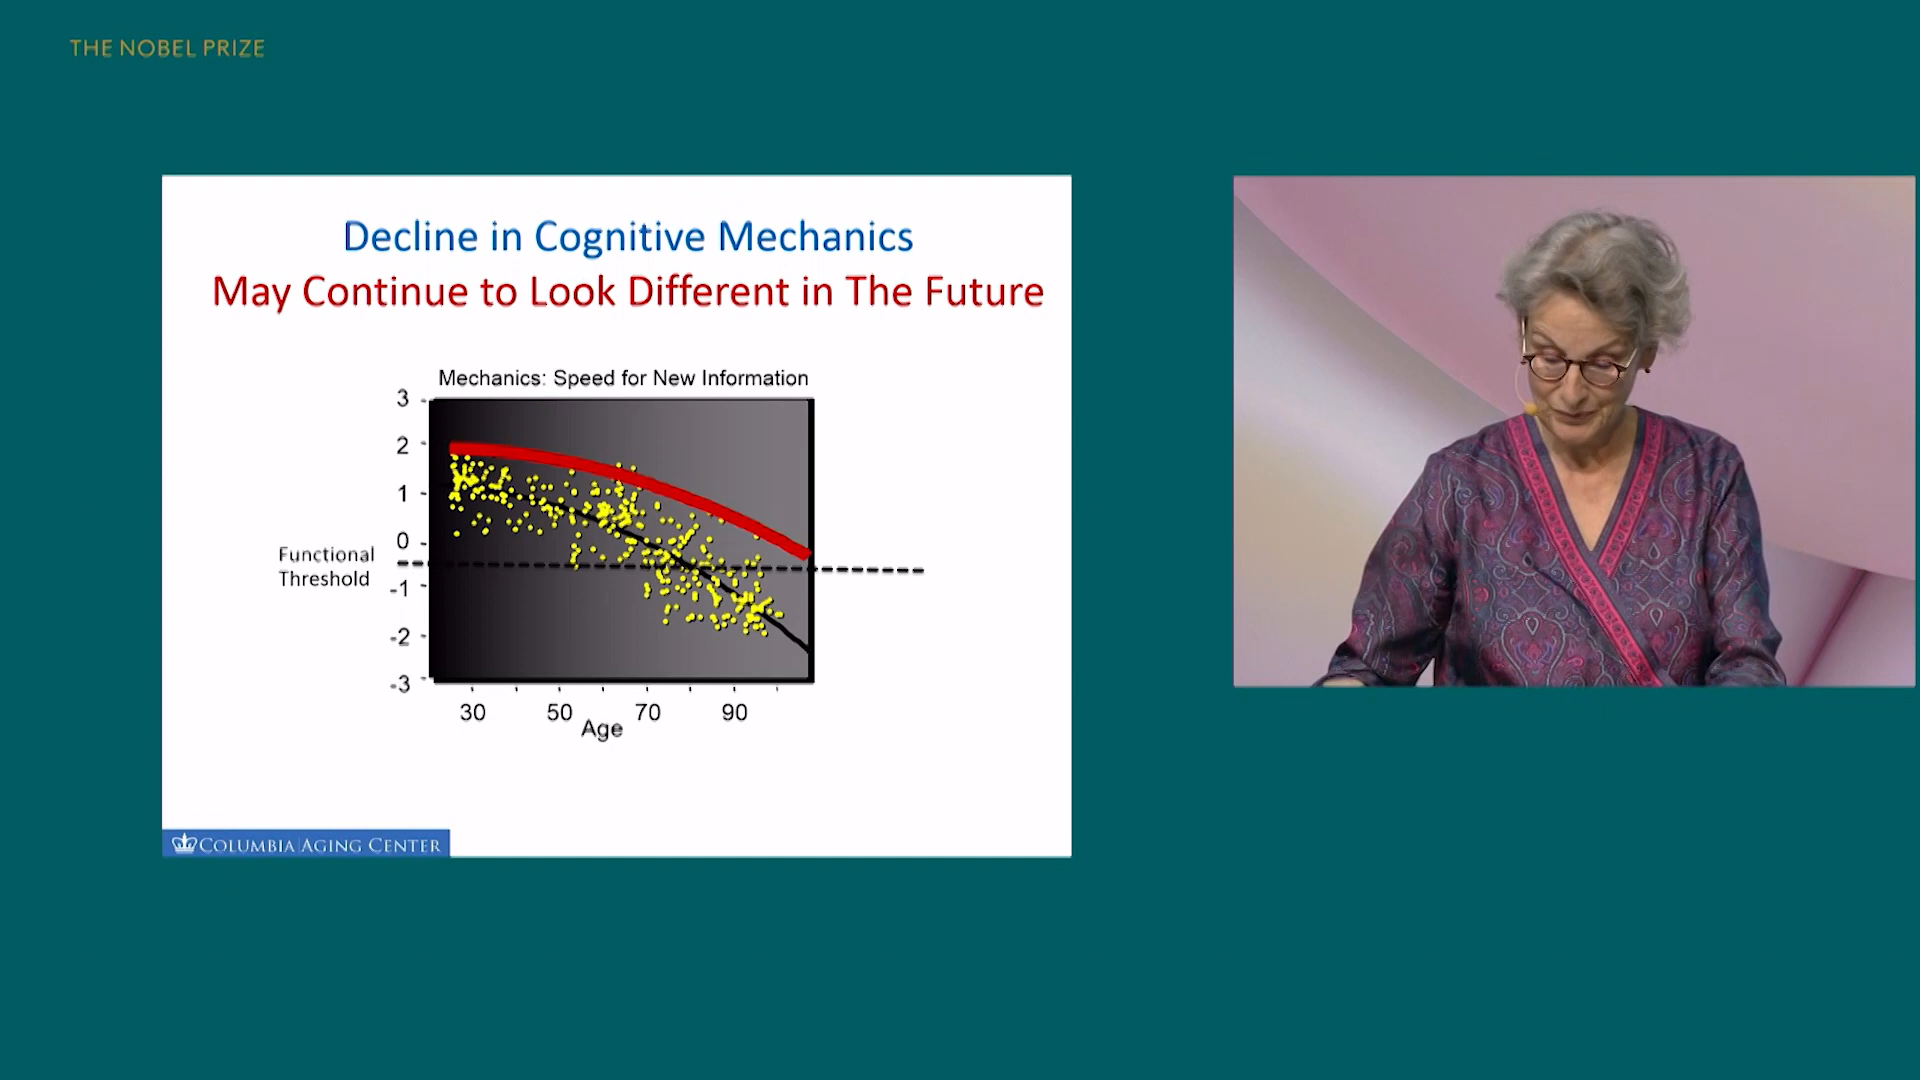 THE NOBEL PRIZE
Decline in Cognitive Mechanics
May Continue to Look Different in The Future
Mechanics: Speed for New Information
3
2
1
0
Functional
Threshold
-1
-2
-3
30 50 70 90
Age
COLUMBIA AGING CENTER